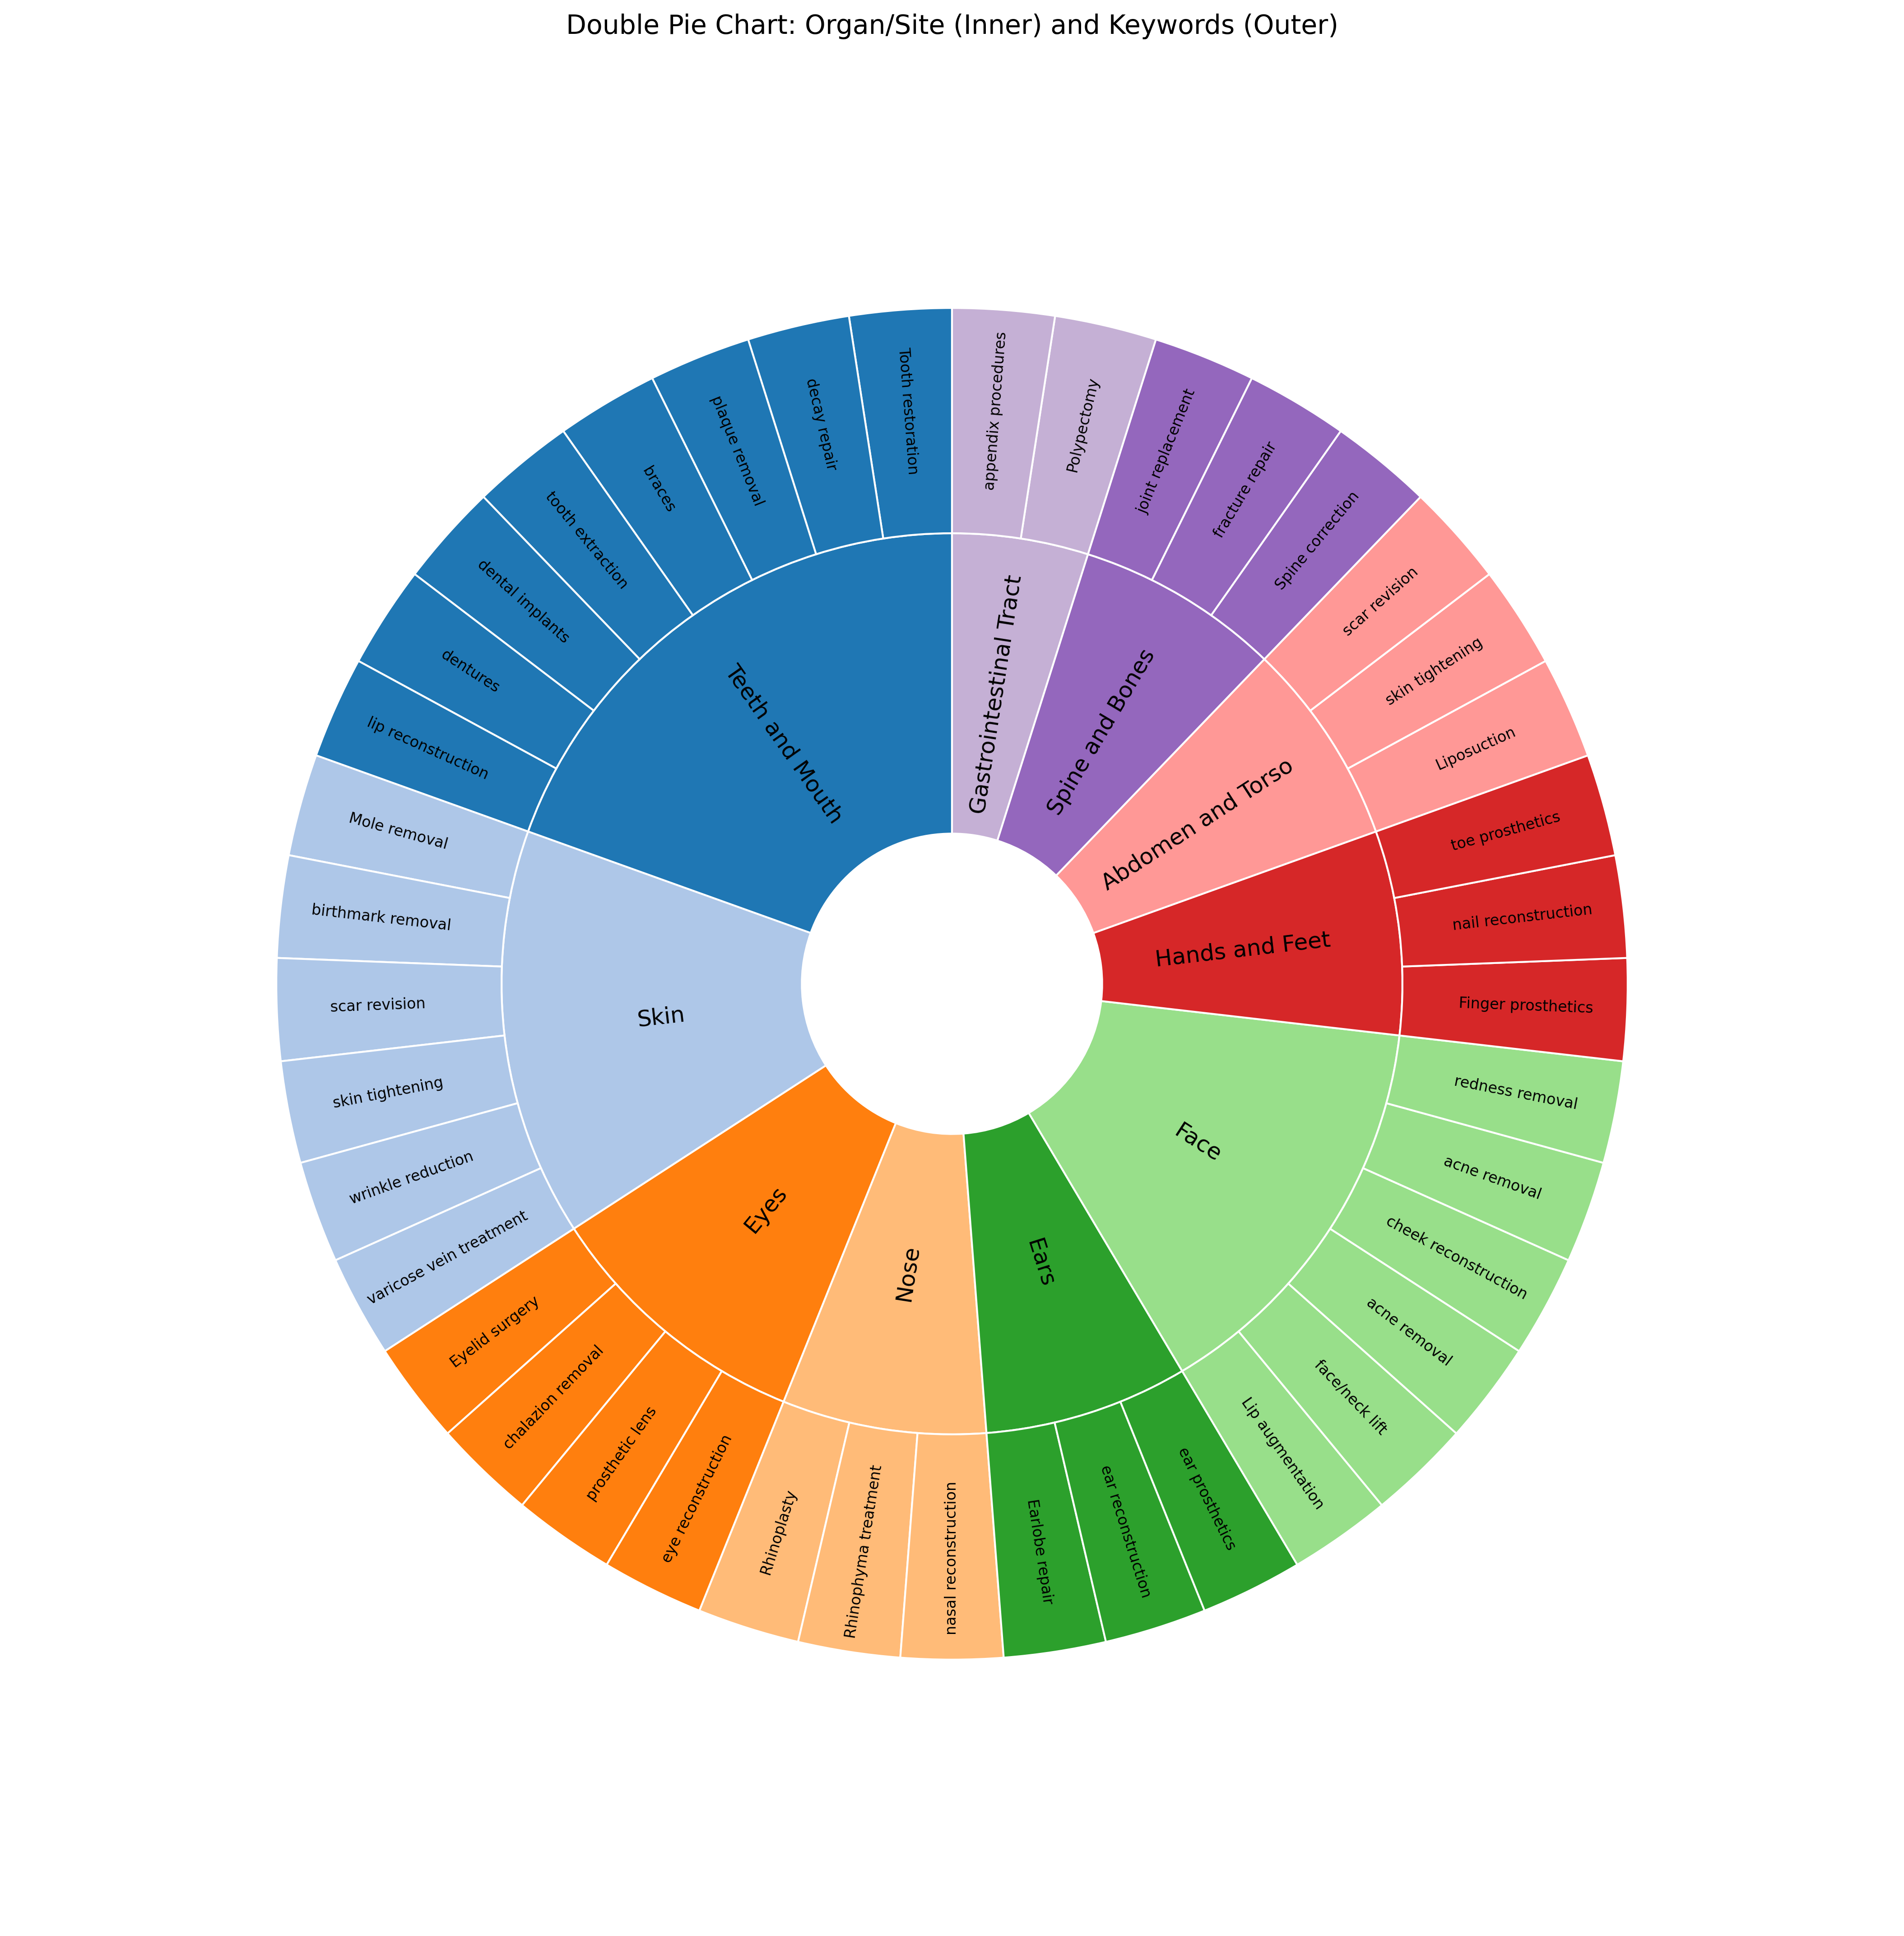 Double Pie Chart: Organ/Site (Inner) and Keywords (Outer)
Teeth and Mouth
Tooth restoration
decay repair
plaque removal
braces
tooth extraction
dental implants
dentures
lip reconstruction
Skin
Mole removal
birthmark removal
scar revision
skin tightening
wrinkle reduction
varicose vein treatment
Eyes
Eyelid surgery
chalazion removal
prosthetic lens
eye reconstruction
Nose
Rhinoplasty
Rhinophyma treatment
nasal reconstruction
Ears
Earlobe repair
ear reconstruction
ear prosthetics
Face
Lip augmentation
face/neck lift
acne removal
cheek reconstruction
acne removal
redness removal
Hands and Feet
Finger prosthetics
nail reconstruction
toe prosthetics
Abdomen and Torso
Liposuction
skin tightening
scar revision
Spine and Bones
Spine correction
fracture repair
joint replacement
Gastrointestinal Tract
Polypectomy
appendix procedures